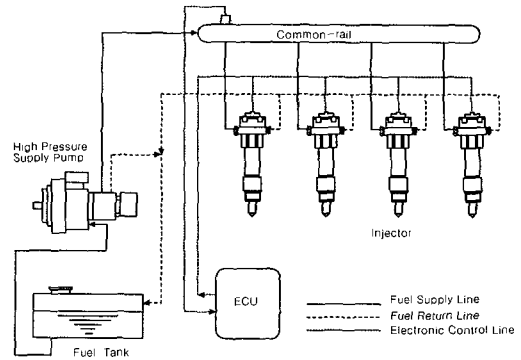 Common-rail
High Pressure
Supply Pump
Injector
ECU
Fuel Tank
Fuel Supply Line
Fuel Return Line
Electronic Control Line